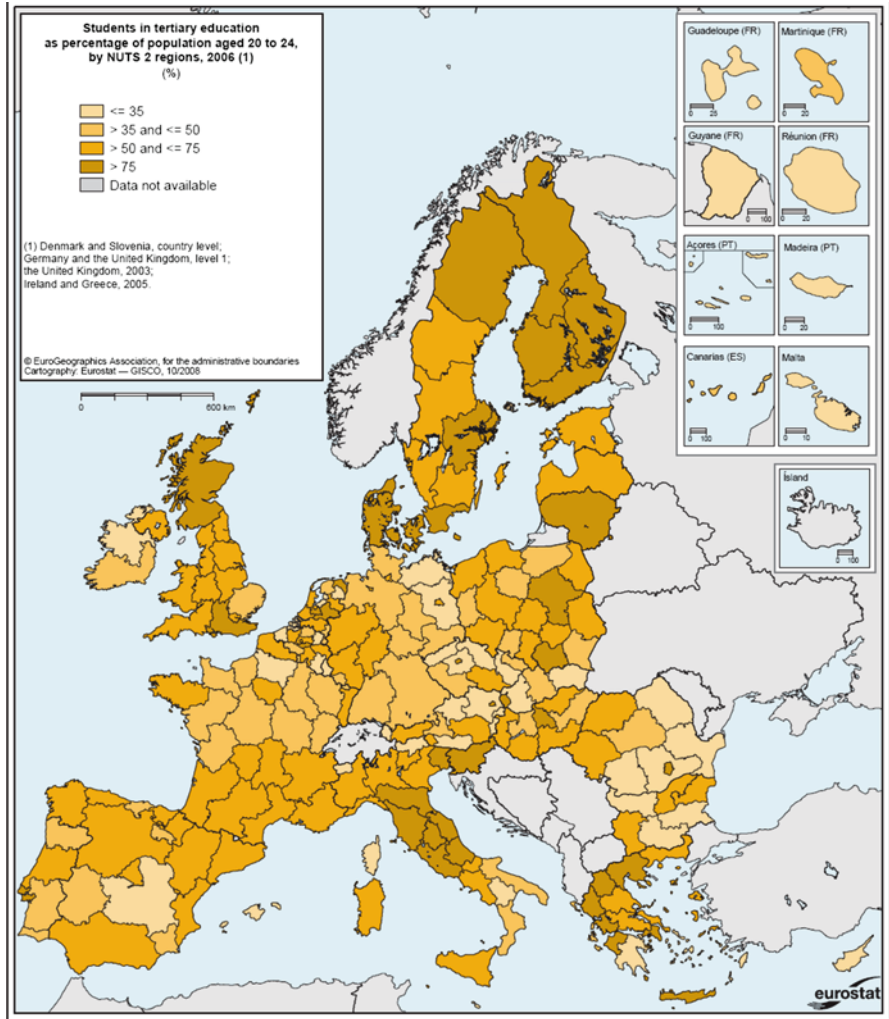 Students in tertiary education
as percentage of population aged 20 to 24,
by NUTS 2 regions, 2006 (1)
(%)
<= 35
> 35 and <= 50
> 50 and <= 75
> 75
Data not available
(1) Denmark and Slovenia, country level;
Germany and the United Kingdom, level 1;
the United Kingdom, 2003;
Ireland and Greece, 2005.
© EuroGeographics Association, for the administrative boundaries
Cartography: Eurostat — GISCO, 10/2008
0 600 km
Guadeloupe (FR)
0 25
Martinique (FR)
0 20
Guyane (FR)
0 100
Réunion (FR)
0 20
Açores (PT)
0 100
Madeira (PT)
0 20
Canarias (ES)
0 100
Malta
0 10
Ísland
0 100
eurostat